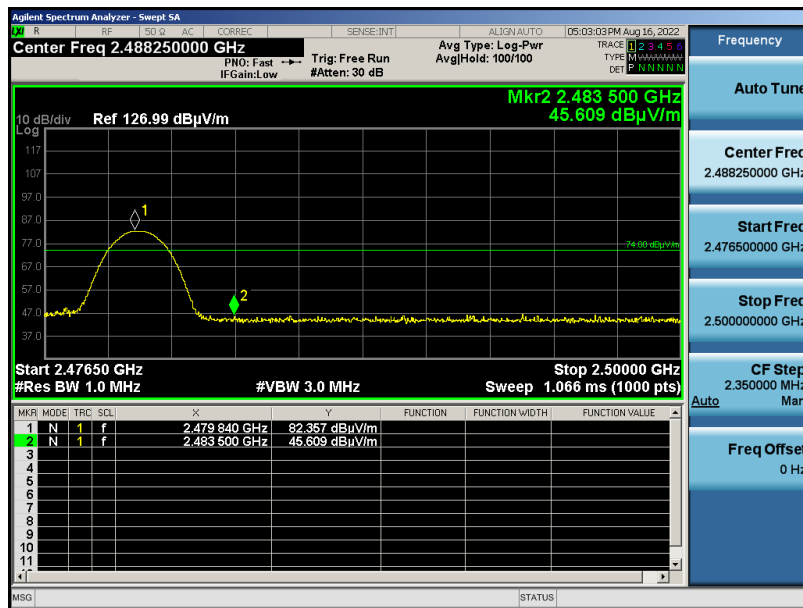 Agilent Spectrum Analyzer - Swept SA
R RF 50 Ω AC CORREC SENSE:INT ALIGN AUTO 05:03:03 PM Aug 16, 2022
Center Freq 2.488250000 GHz
PNO: Fast
IFGain:Low
Trig: Free Run
#Atten: 30 dB
Avg Type: Log-Pwr
Avg|Hold: 100/100
TRACE 1 2 3 4 5 6
TYPE M
DET P N N N N N
Mkr2 2.483 500 GHz
45.609 dBµV/m
10 dB/div Ref 126.99 dBµV/m
Log
117
107
97.0
87.0
77.0
67.0
57.0
47.0
37.0
1
2
74.00 dBµV/m
Start 2.47650 GHz Stop 2.50000 GHz
#Res BW 1.0 MHz #VBW 3.0 MHz Sweep 1.066 ms (1000 pts)
MKR MODE TRC SCL X Y FUNCTION FUNCTION WIDTH FUNCTION VALUE
1 N 1 f 2.479 840 GHz 82.357 dBµV/m
2 N 1 f 2.483 500 GHz 45.609 dBµV/m
3
4
5
6
7
8
9
10
11
MSG STATUS
Frequency
Auto Tune
Center Freq
2.488250000 GHz
Start Freq
2.476500000 GHz
Stop Freq
2.500000000 GHz
CF Step
2.350000 MHz
Auto Man
Freq Offset
0 Hz